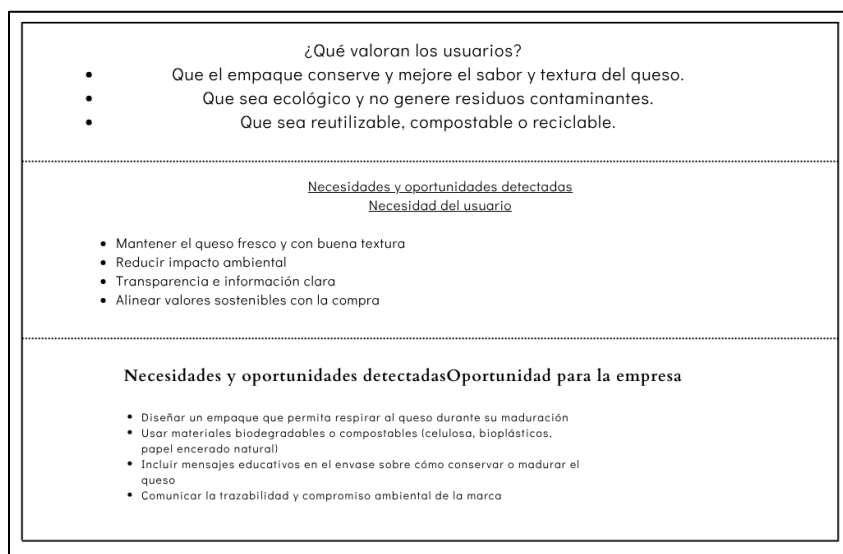 ¿Qué valoran los usuarios?
• Que el empaque conserve y mejore el sabor y textura del queso.
• Que sea ecológico y no genere residuos contaminantes.
• Que sea reutilizable, compostable o reciclable.
Necesidades y oportunidades detectadas
Necesidad del usuario
• Mantener el queso fresco y con buena textura
• Reducir impacto ambiental
• Transparencia e información clara
• Alinear valores sostenibles con la compra
Necesidades y oportunidades detectadasOportunidad para la empresa
• Diseñar un empaque que permita respirar al queso durante su maduración
• Usar materiales biodegradables o compostables (celulosa, bioplásticos,
papel encerado natural)
• Incluir mensajes educativos en el envase sobre cómo conservar o madurar el
queso
• Comunicar la trazabilidad y compromiso ambiental de la marca